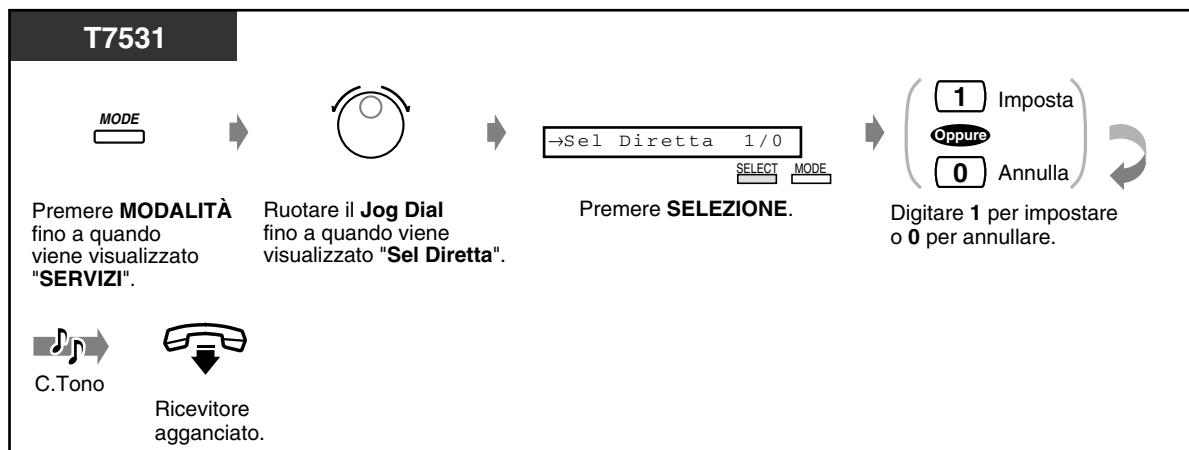 T7531
MODE
→Sel Diretta 1/0
SELECT MODE
1 Imposta
Oppure
0 Annulla
Premere MODALITÀ
fino a quando
viene visualizzato
"SERVIZI".
Ruotare il Jog Dial
fino a quando viene
visualizzato "Sel Diretta".
Premere SELEZIONE.
Digitare 1 per impostare
o 0 per annullare.
C.Tono
Ricevitore
agganciato.